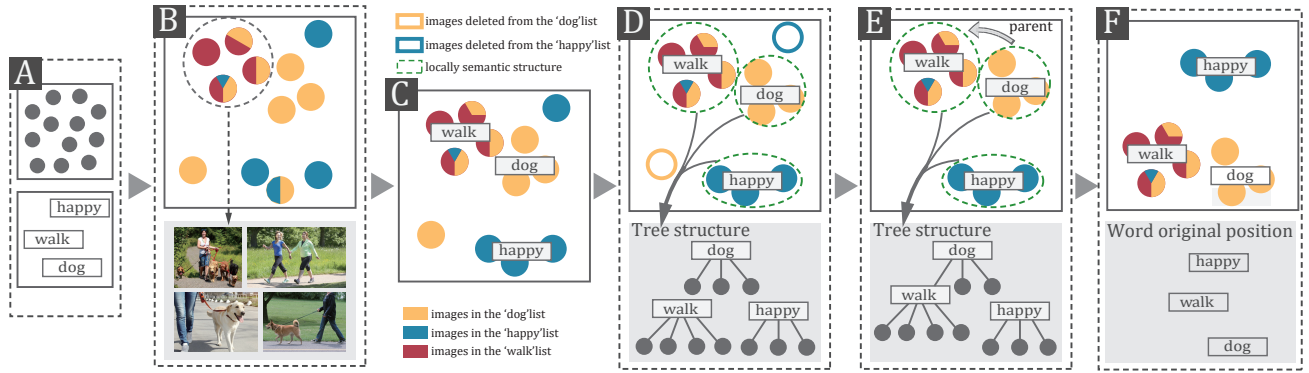 A
happy
walk
dog
B
images deleted from the 'dog'list
images deleted from the 'happy'list
locally semantic structure
C
walk
dog
happy
images in the 'dog'list
images in the 'happy'list
images in the 'walk'list
D
walk
dog
happy
Tree structure
dog
walk
happy
E
parent
walk
dog
happy
Tree structure
dog
walk
happy
F
happy
walk
dog
Word original position
happy
walk
dog